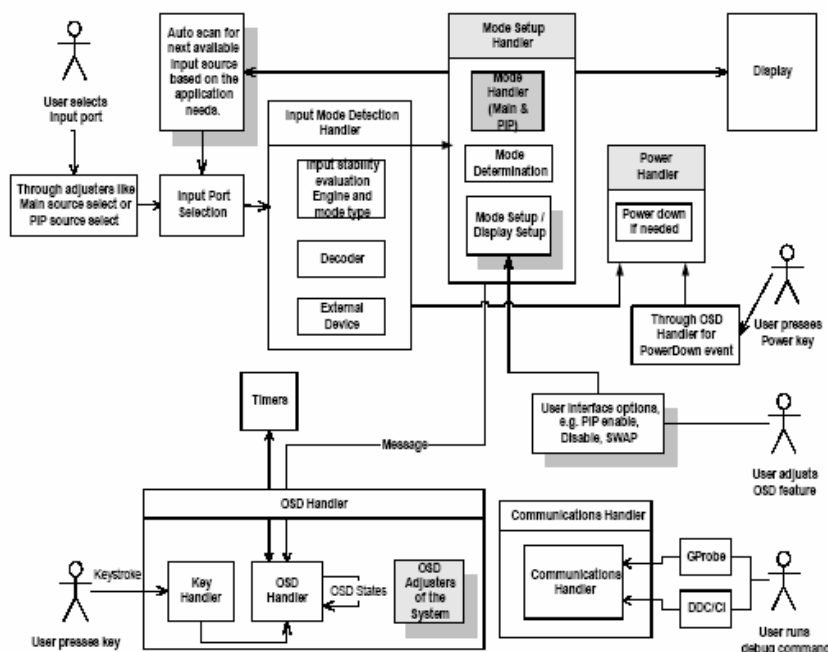 Auto scan for
next available
Input source
based on the
application
needs.
User selects
Input port
Through adjusters like
Main source select or
PIP source select
Input Port
Selection
Input Mode Detection
Handler
Input stability
evaluation
Engine and
mode type
Decoder
External
Device
Mode Setup
Handler
Mode
Handler
(Main &
PIP)
Mode
Determination
Mode Setup /
Display Setup
Display
Power
Handler
Power down
If needed
Through OSD
Handler for
PowerDown event
User presses
Power key
User Interface options,
e.g. PIP enable,
Disable, SWAP
User adjusts
OSD feature
Timers
Message
OSD Handler
Keystroke
Key
Handler
OSD
Handler
OSD States
OSD
Adjusters
of the
System
User presses key
Communications Handler
Communications
Handler
GProbe
DDC/CI
User runs
debug command